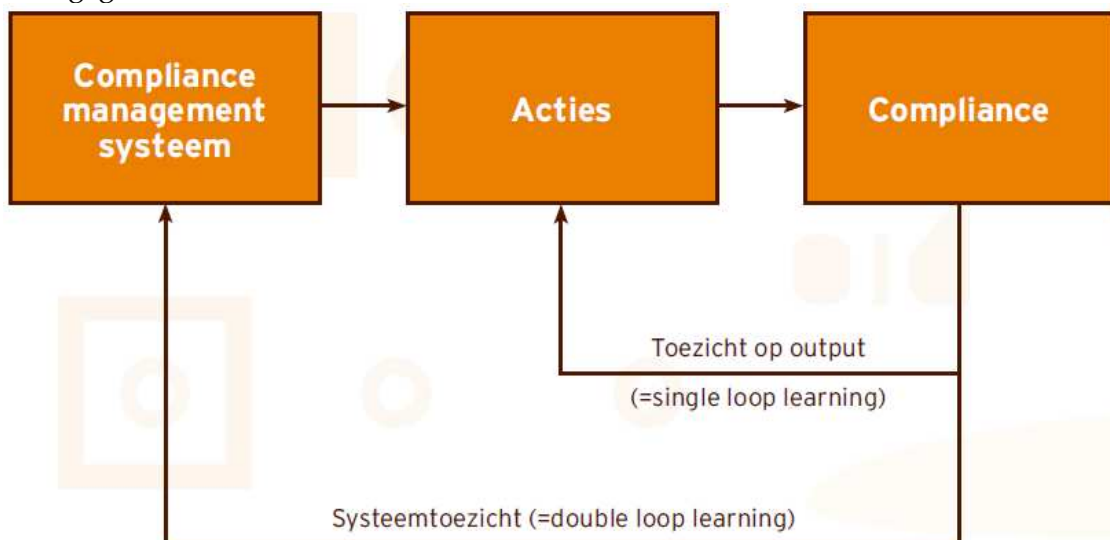 Compliance
management
systeem
Acties
Compliance
Toezicht op output
(=single loop learning)
Systeemtoezicht (=double loop learning)